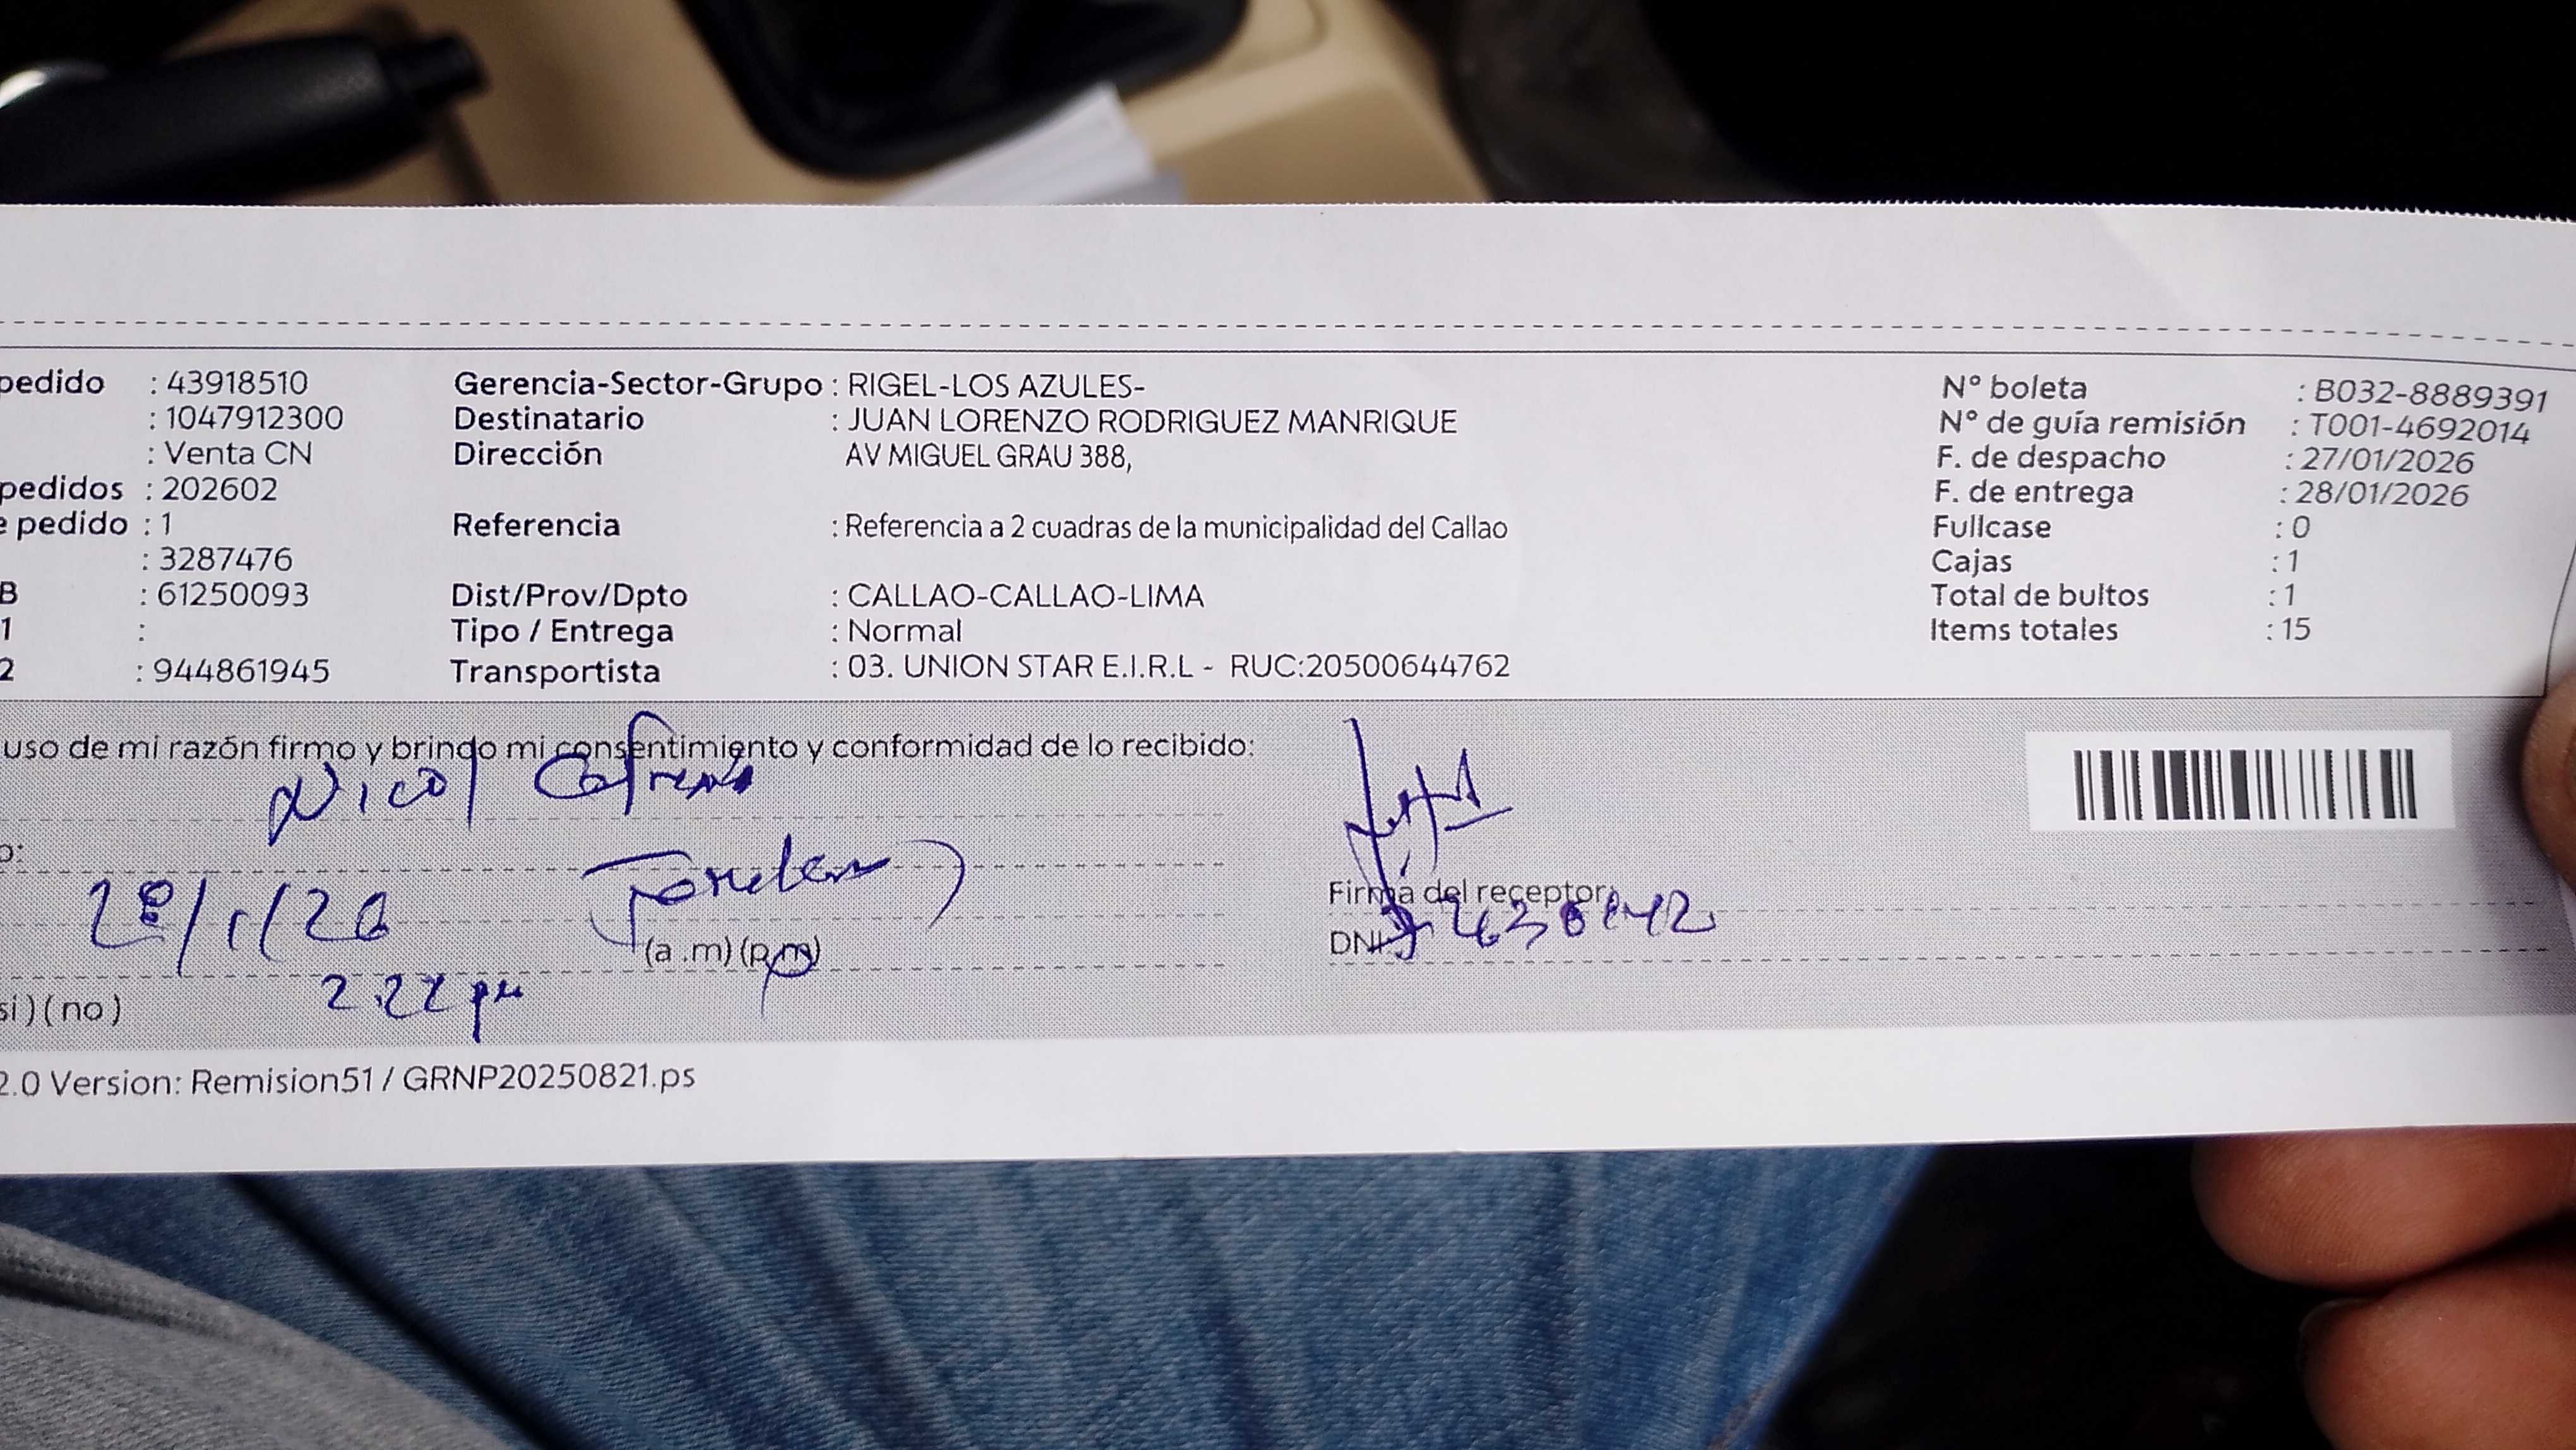 pedido : 43918510 Gerencia-Sector-Grupo : RIGEL-LOS AZULES- N° boleta : B032-8889391
: 1047912300 Destinatario : JUAN LORENZO RODRIGUEZ MANRIQUE N° de guía remisión : T001-4692014
: Venta CN Dirección AV MIGUEL GRAU 388, F. de despacho : 27/01/2026
pedidos : 202602 F. de entrega : 28/01/2026
e pedido : 1 Referencia : Referencia a 2 cuadras de la municipalidad del Callao Fullcase : 0
: 3287476 Cajas : 1
B : 61250093 Dist/Prov/Dpto : CALLAO-CALLAO-LIMA Total de bultos : 1
1 : Tipo / Entrega : Normal Items totales : 15
2 : 944861945 Transportista : 03. UNION STAR E.I.R.L - RUC:20500644762
uso de mi razón firmo y brindo mi consentimiento y conformidad de lo recibido:
Nicol
o:
28/1/26
Firma del receptor:
(a .m) (p.m) DNI:
si) ( no ) 2.22 pm
2.0 Version: Remision51 / GRNP20250821.ps